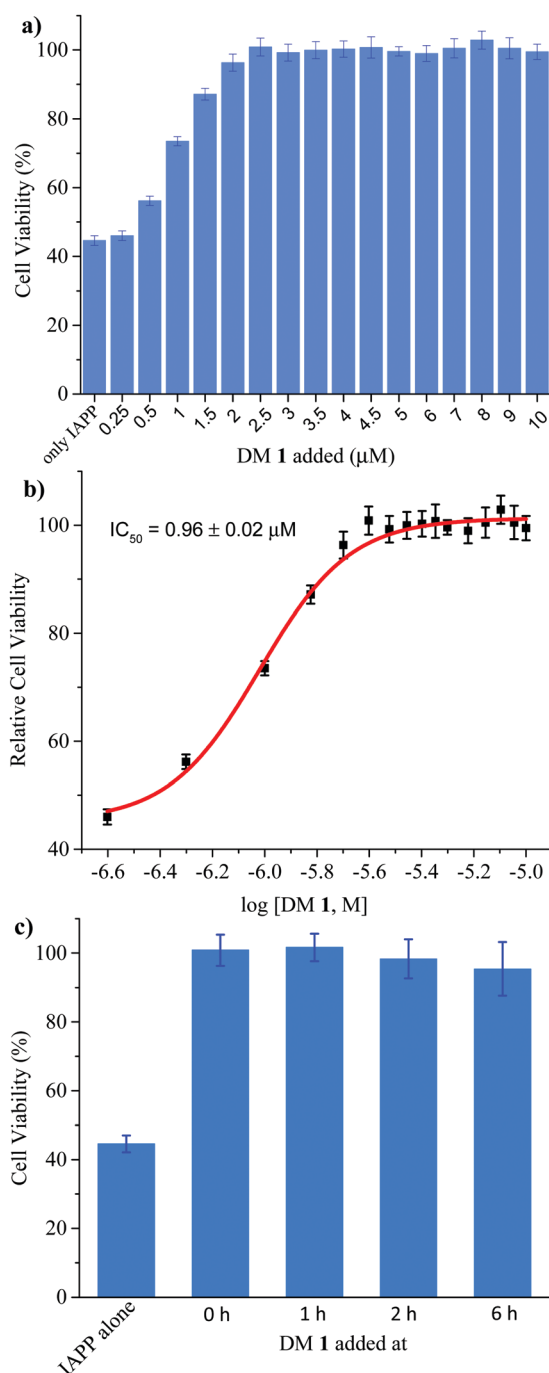 a)
Cell Viability (%)
100
80
60
40
20
0
only IAPP 0.25 0.5 1 1.5 2 2.5 3 3.5 4 4.5 5 6 7 8 9 10
DM 1 added (μM)
b)
IC50 = 0.96 ± 0.02 μM
Relative Cell Viability
100
80
60
40
-6.6 -6.4 -6.2 -6.0 -5.8 -5.6 -5.4 -5.2 -5.0
log [DM 1, M]
c)
Cell Viability (%)
100
80
60
40
20
0
IAPP alone 0 h 1 h 2 h 6 h
DM 1 added at